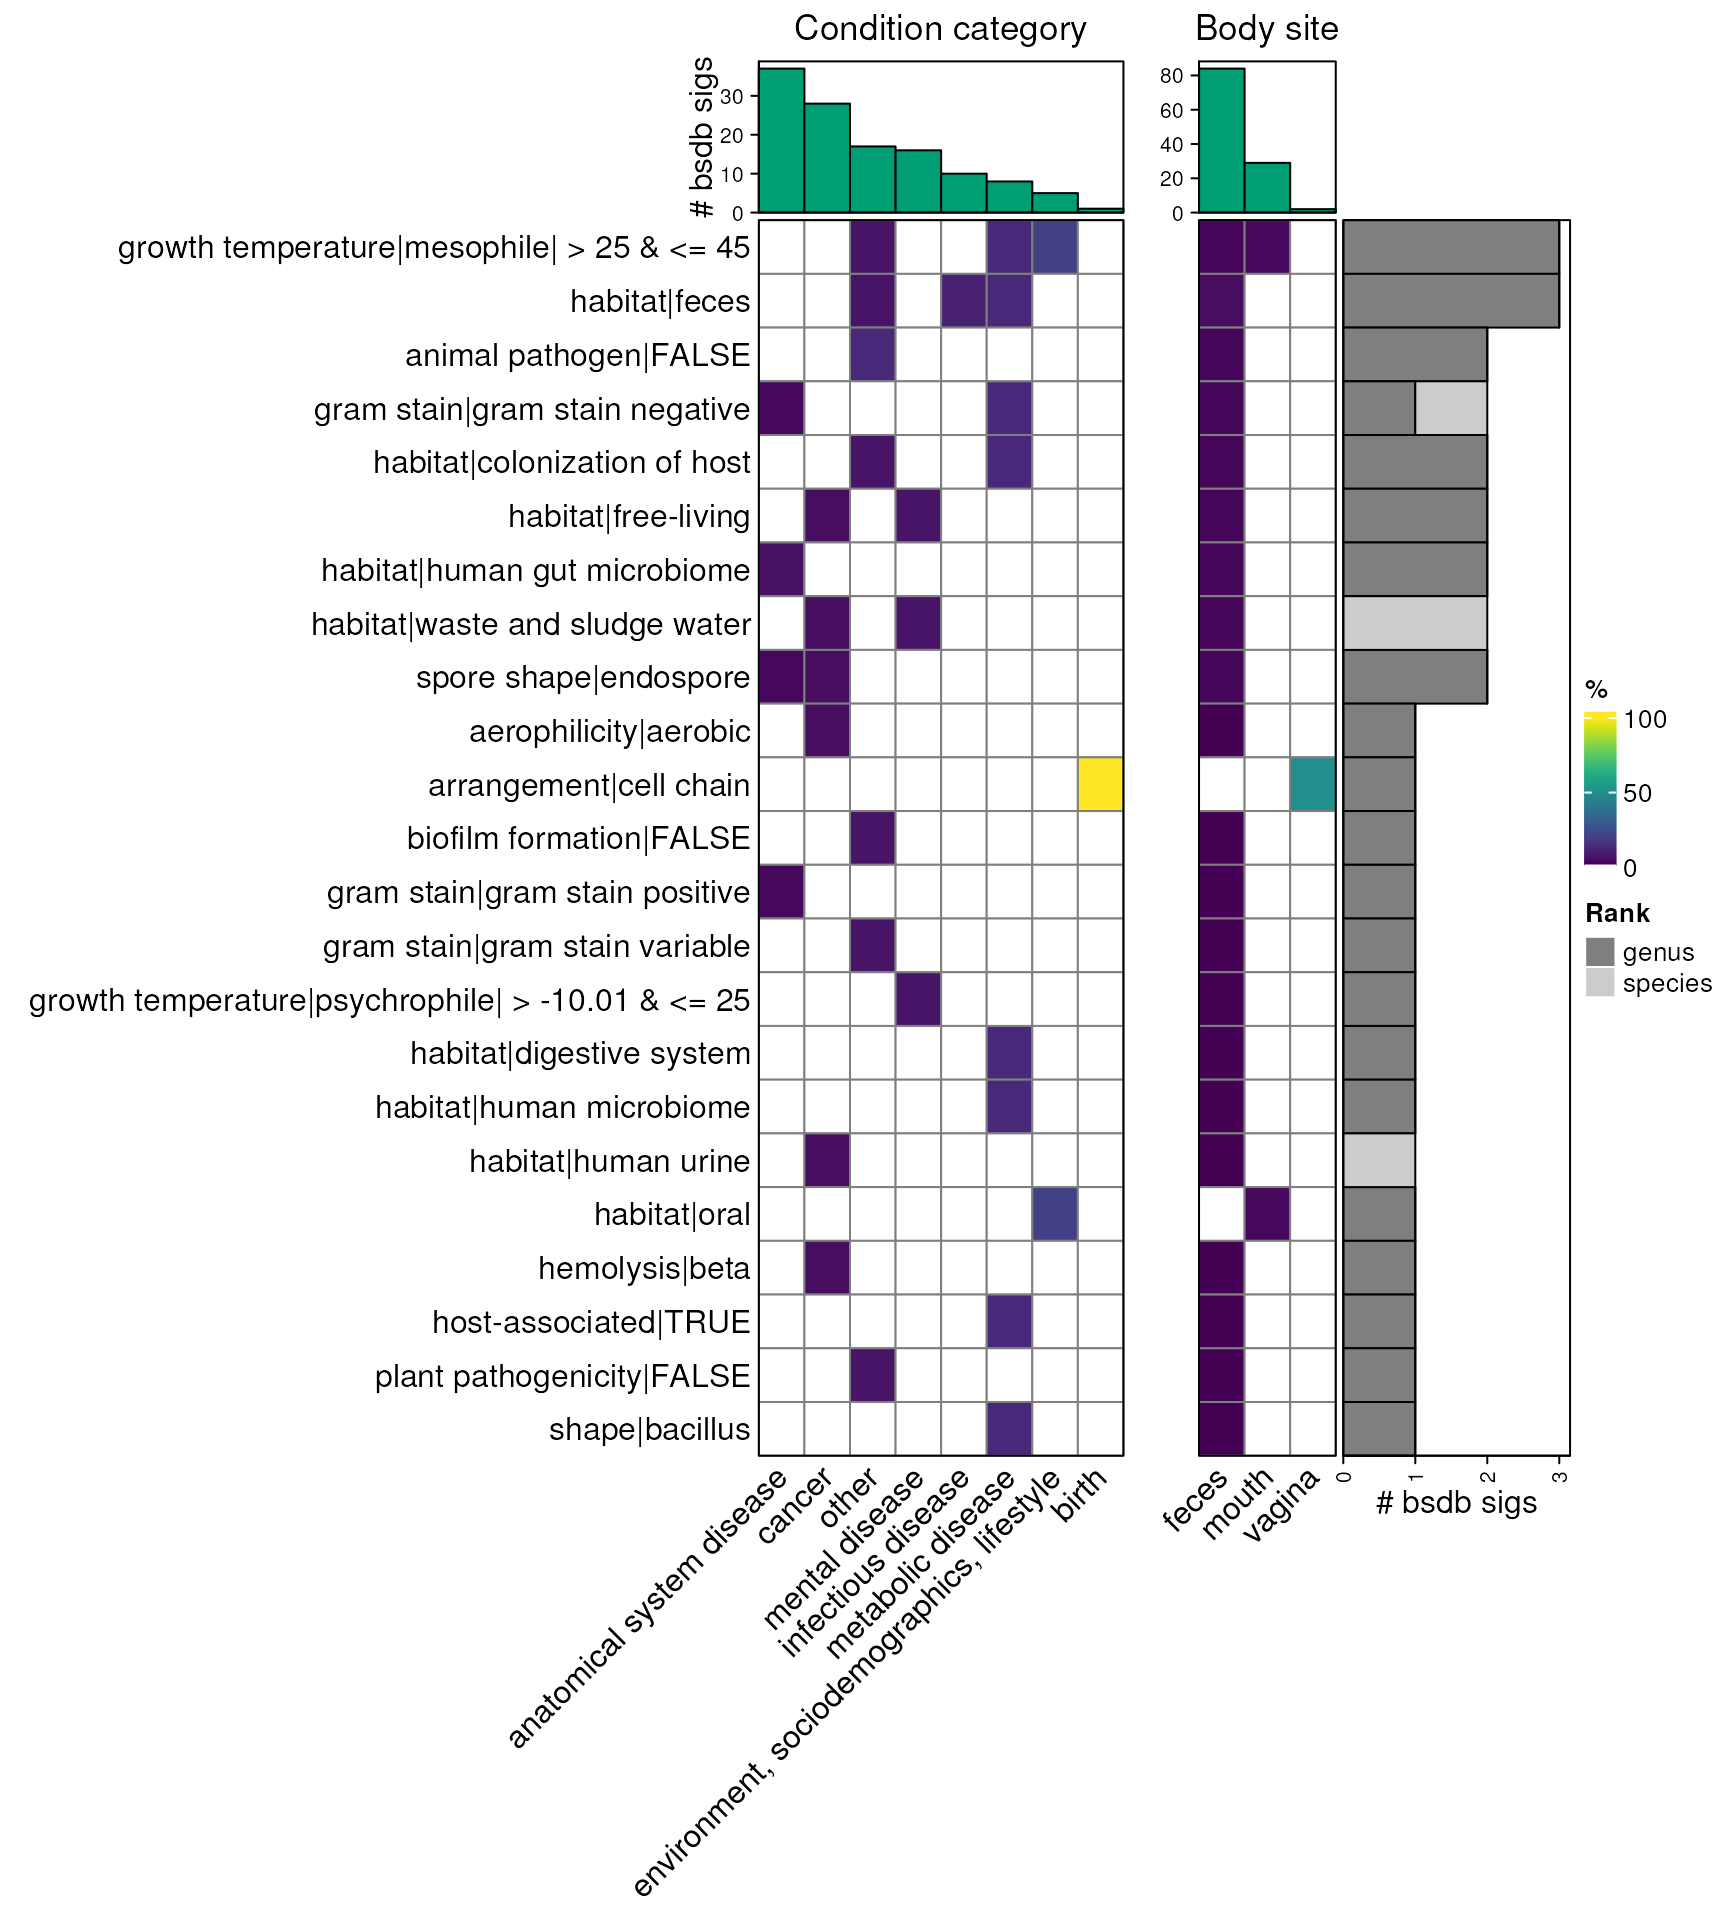 Condition category
Body site
# bsdb sigs
30
20
10
0
80
60
40
20
0
growth temperature|mesophile| > 25 & <= 45
habitat|feces
animal pathogen|FALSE
gram stain|gram stain negative
habitat|colonization of host
habitat|free-living
habitat|human gut microbiome
habitat|waste and sludge water
spore shape|endospore
aerophilicity|aerobic
arrangement|cell chain
biofilm formation|FALSE
gram stain|gram stain positive
gram stain|gram stain variable
growth temperature|psychrophile| > -10.01 & <= 25
habitat|digestive system
habitat|human microbiome
habitat|human urine
habitat|oral
hemolysis|beta
host-associated|TRUE
plant pathogenicity|FALSE
shape|bacillus
%
100
50
0
Rank
genus
species
anatomical system disease
cancer
other
mental disease
infectious disease
metabolic disease
environment, sociodemographics, lifestyle
birth
feces
mouth
vagina
0
1
2
3
# bsdb sigs